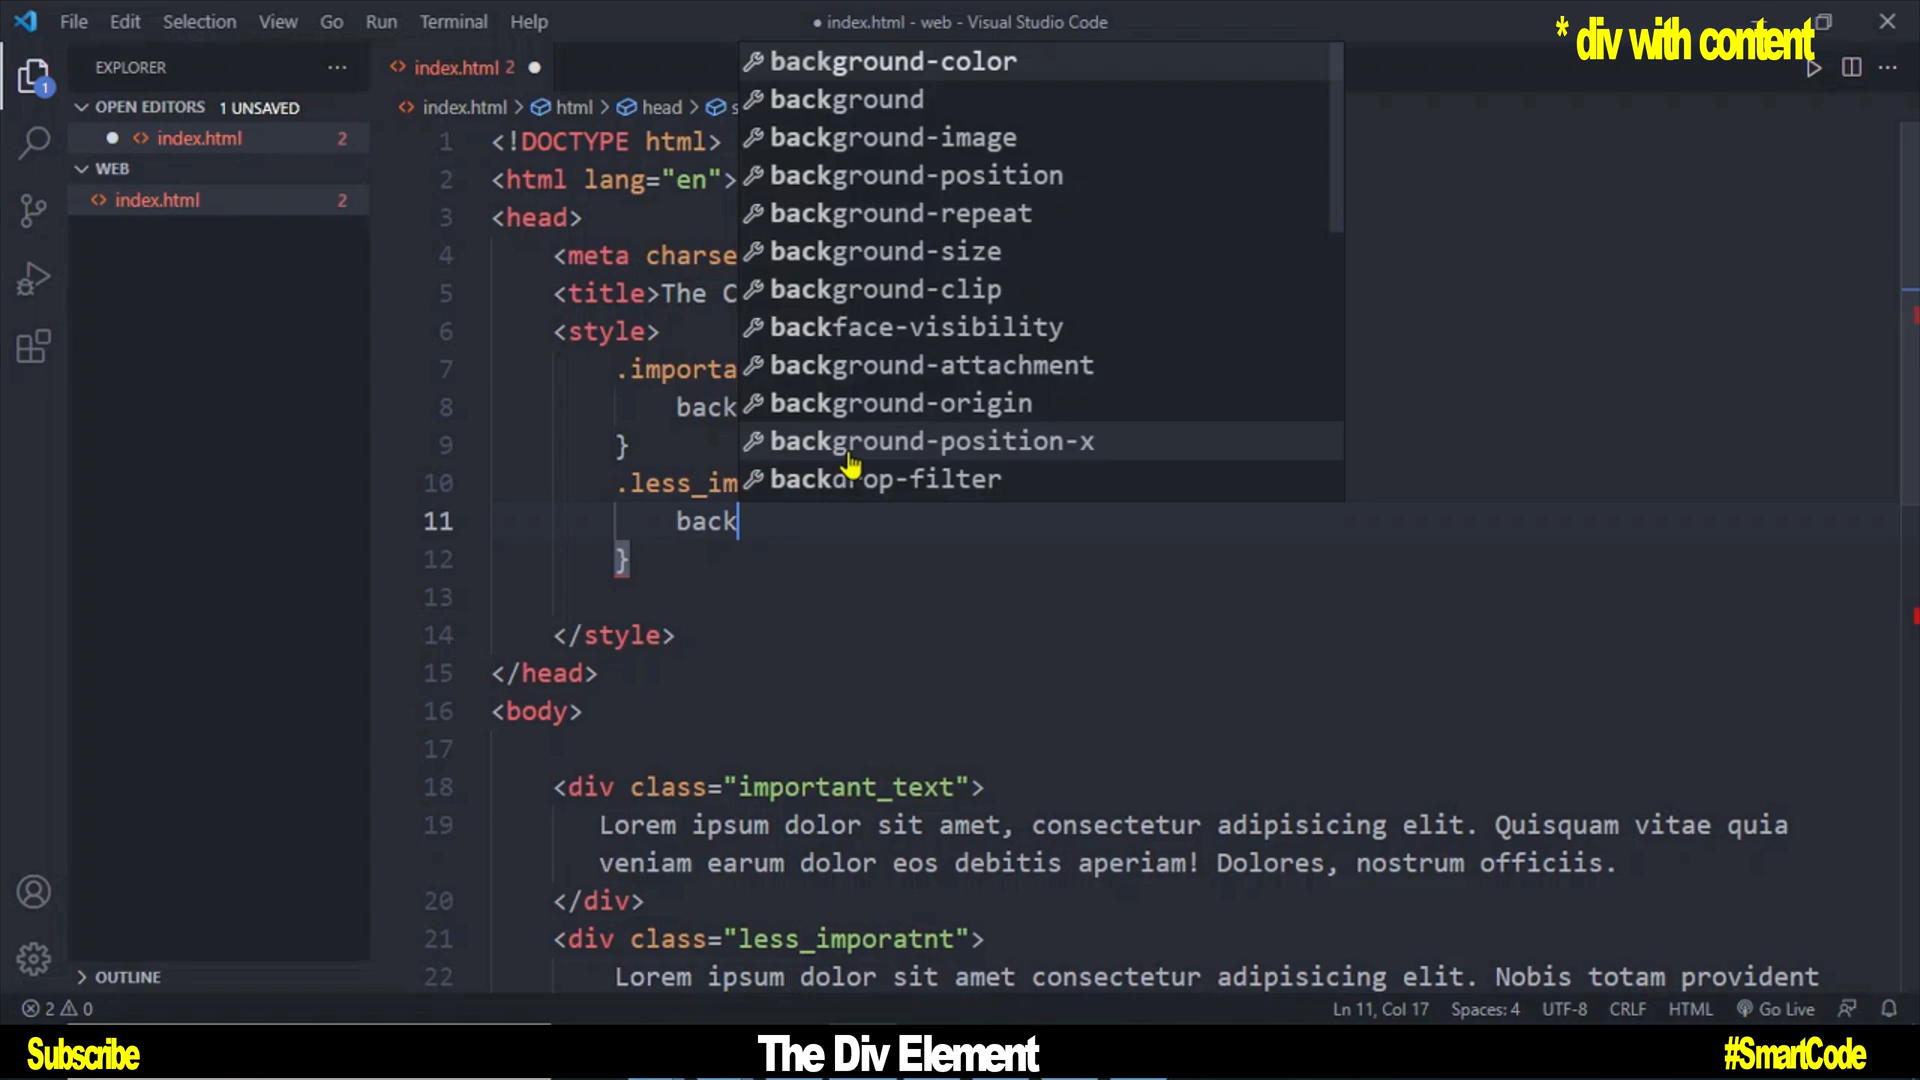 File Edit Selection View Go Run Terminal Help
● index.html - web - Visual Studio Code
* div with content
EXPLORER
index.html 2
OPEN EDITORS 1 UNSAVED
index.html 2
WEB
index.html 2
index.html > html > head > s
1 <!DOCTYPE html>
2 <html lang="en">
3 <head>
4 <meta charse
5 <title>The C
6 <style>
7 .importa
8 back
9 }
10 .less_im
11 back
12 }
13
14 </style>
15 </head>
16 <body>
17
18 <div class="important_text">
19 Lorem ipsum dolor sit amet, consectetur adipisicing elit. Quisquam vitae quia
veniam earum dolor eos debitis aperiam! Dolores, nostrum officiis.
20 </div>
21 <div class="less_imporatnt">
22 Lorem ipsum dolor sit amet consectetur adipisicing elit. Nobis totam provident
background-color
background
background-image
background-position
background-repeat
background-size
background-clip
backface-visibility
background-attachment
background-origin
background-position-x
backdrop-filter
1
OUTLINE
2 0
Ln 11, Col 17 Spaces: 4 UTF-8 CRLF HTML Go Live
Subscribe
The Div Element
#SmartCode